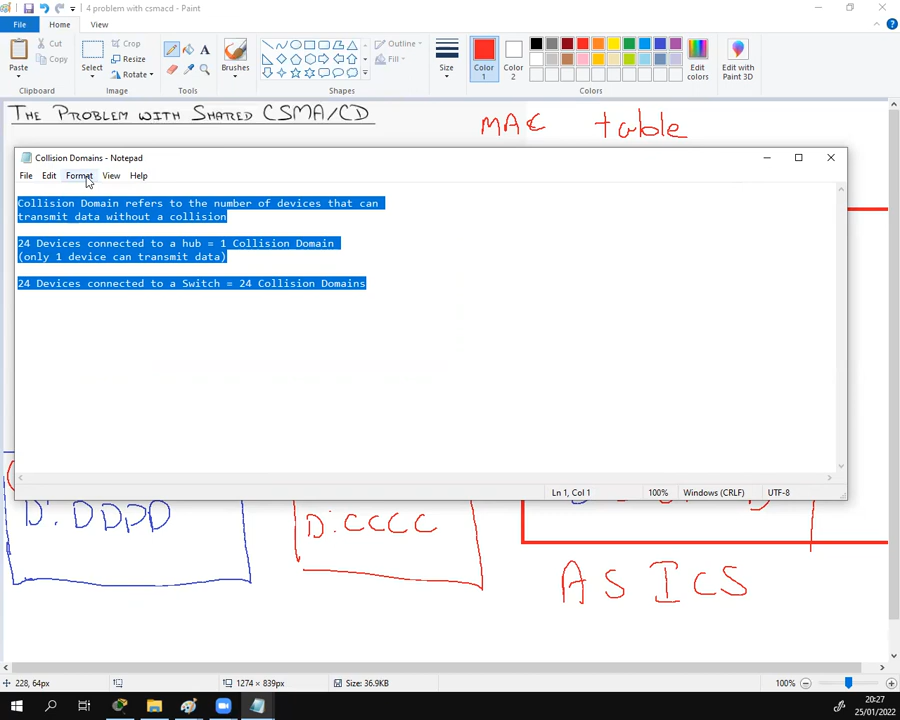 4 problem with csmacd - Paint
File Home View
Paste
Cut
Copy
Clipboard
Select
Crop
Resize
Rotate
Image
A
Tools
Brushes
Shapes
Outline
Fill
Size
Color 1
Color 2
Colors
Edit colors
Edit with Paint 3D
THE PROBLEM WITH SHARED CSMA/CD
MAC table
Collision Domains - Notepad
File Edit Format View Help
Collision Domain refers to the number of devices that can
transmit data without a collision
24 Devices connected to a hub = 1 Collision Domain
(only 1 device can transmit data)
24 Devices connected to a Switch = 24 Collision Domains
Ln 1, Col 1 100% Windows (CRLF) UTF-8
D: DDDD
D: CCCC
ASICS
228, 64px 1274 × 839px Size: 36.9KB 100%
20:27
25/01/2022